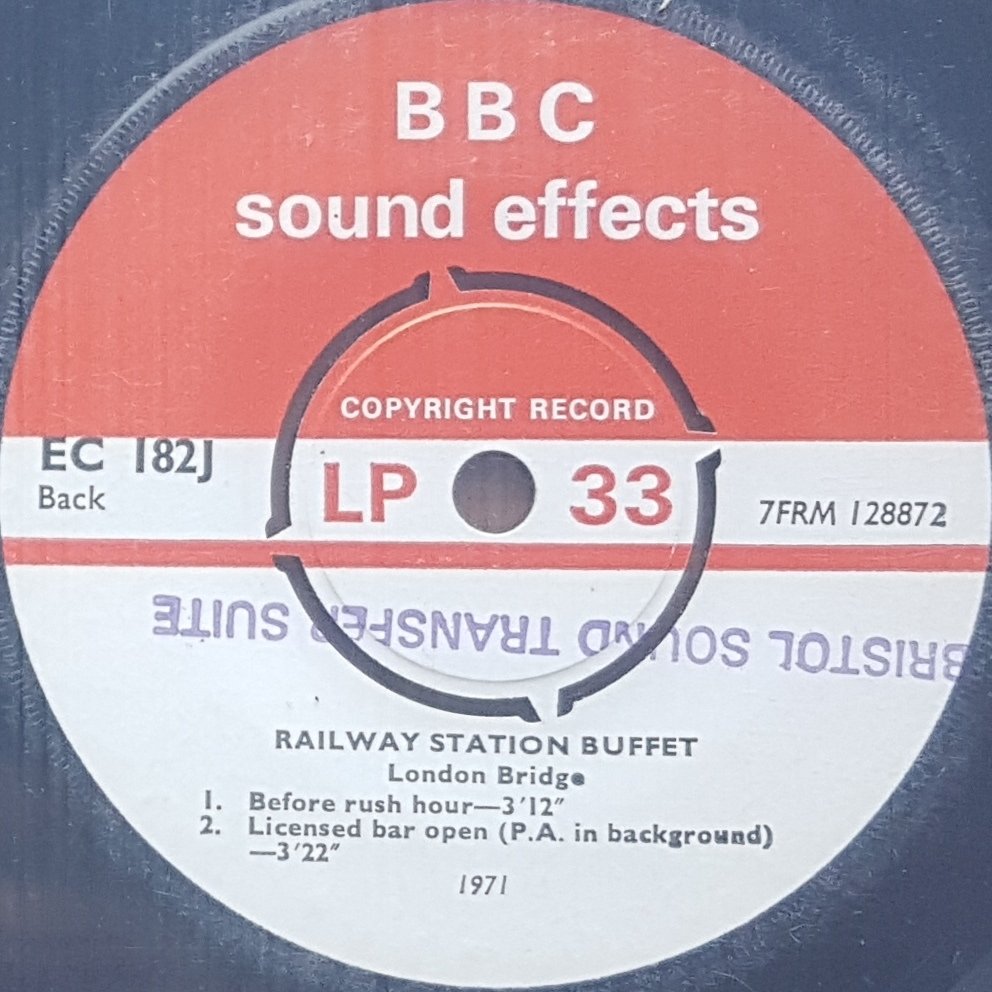 BBC
sound effects
COPYRIGHT RECORD
EC 182J
Back
LP 33
7FRM 128872
BRISTOL SOUND TRANSFER SUITE
RAILWAY STATION BUFFET
London Bridge
1. Before rush hour—3'12"
2. Licensed bar open (P.A. in background)
—3'22"
1971